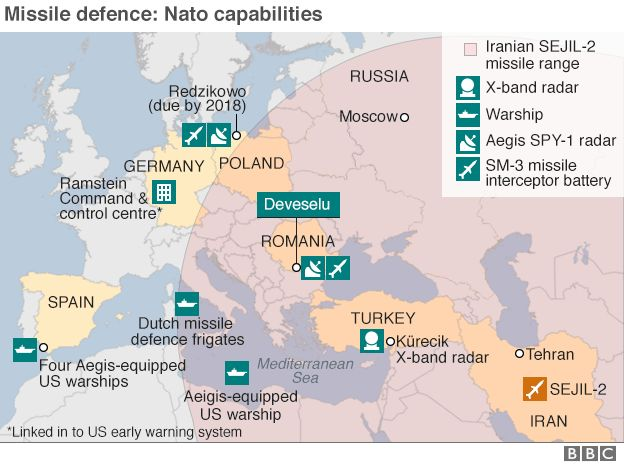 Missile defence: Nato capabilities
Iranian SEJIL-2
missile range
X-band radar
Warship
Aegis SPY-1 radar
SM-3 missile
interceptor battery
RUSSIA
Moscow
Redzikowo
(due by 2018)
GERMANY
POLAND
Ramstein
Command &
control centre*
Deveselu
ROMANIA
SPAIN
Dutch missile
defence frigates
TURKEY
Kürecik
X-band radar
Tehran
Four Aegis-equipped
US warships
Mediterranean
Sea
Aeigis-equipped
US warship
SEJIL-2
IRAN
*Linked in to US early warning system
BBC